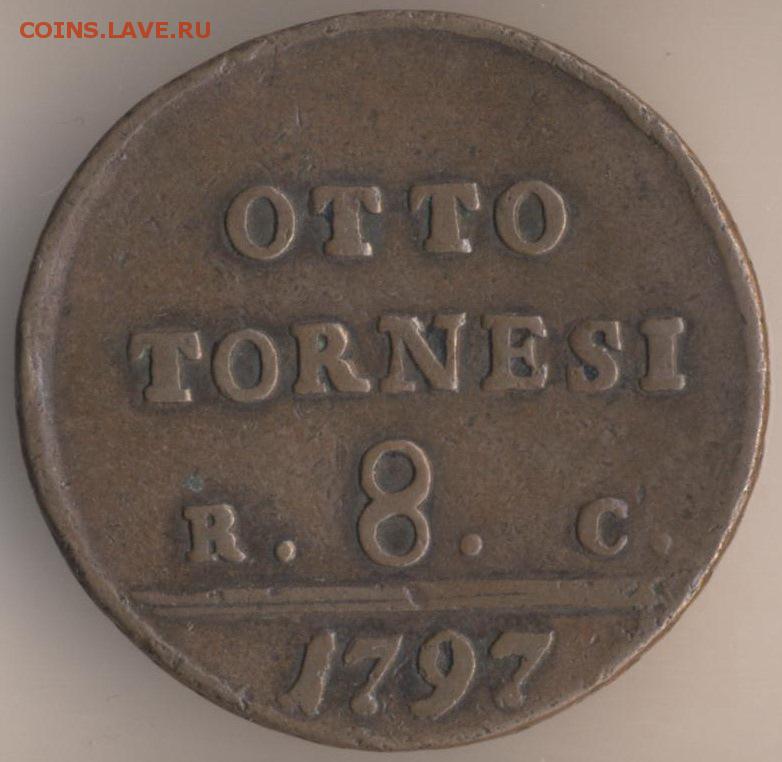 COINS.LAVE.RU
OTTO
TORNESI
R. 8. C.
1797